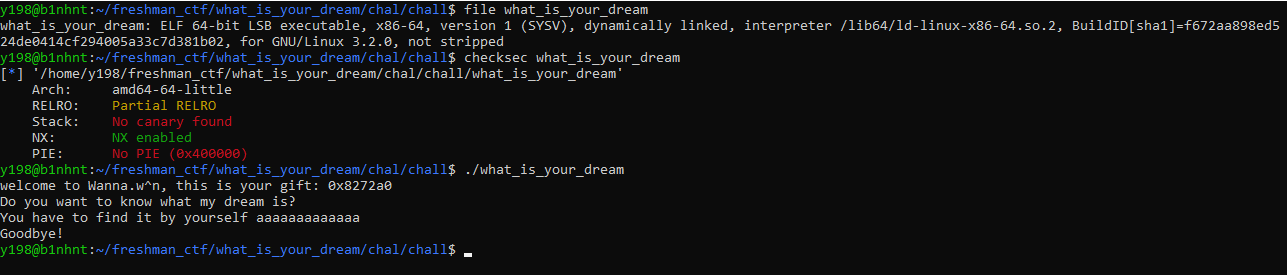 y198@b1nhnt:~/freshman_ctf/what_is_your_dream/chal/chall$ file what_is_your_dream
what_is_your_dream: ELF 64-bit LSB executable, x86-64, version 1 (SYSV), dynamically linked, interpreter /lib64/ld-linux-x86-64.so.2, BuildID[sha1]=f672aa898ed5
24de0414cf294005a33c7d381b02, for GNU/Linux 3.2.0, not stripped
y198@b1nhnt:~/freshman_ctf/what_is_your_dream/chal/chall$ checksec what_is_your_dream
[*] '/home/y198/freshman_ctf/what_is_your_dream/chal/chall/what_is_your_dream'
    Arch:     amd64-64-little
    RELRO:    Partial RELRO
    Stack:    No canary found
    NX:       NX enabled
    PIE:      No PIE (0x400000)
y198@b1nhnt:~/freshman_ctf/what_is_your_dream/chal/chall$ ./what_is_your_dream
welcome to Wanna.w^n, this is your gift: 0x8272a0
Do you want to know what my dream is?
You have to find it by yourself aaaaaaaaaaaaa
Goodbye!
y198@b1nhnt:~/freshman_ctf/what_is_your_dream/chal/chall$